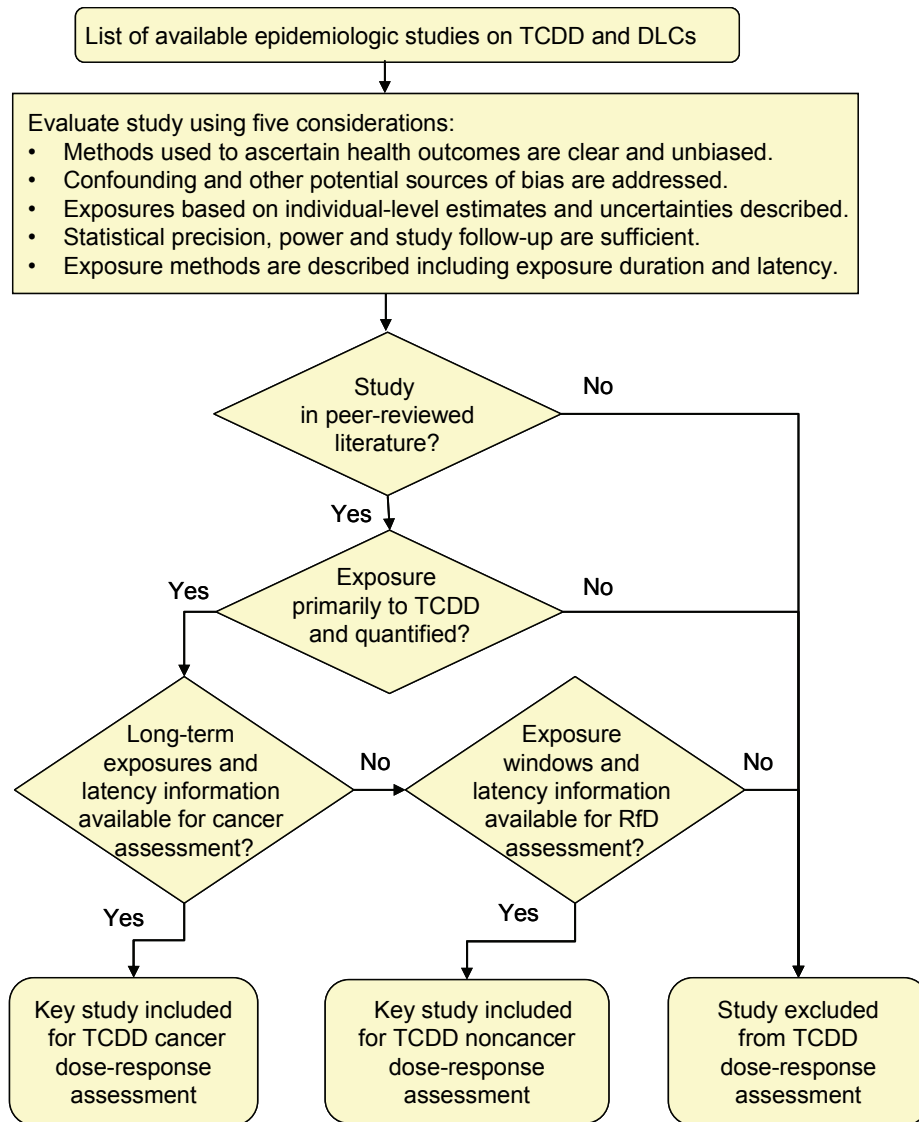 List of available epidemiologic studies on TCDD and DLCs
Evaluate study using five considerations:
• Methods used to ascertain health outcomes are clear and unbiased.
• Confounding and other potential sources of bias are addressed.
• Exposures based on individual-level estimates and uncertainties described.
• Statistical precision, power and study follow-up are sufficient.
• Exposure methods are described including exposure duration and latency.
Study
in peer-reviewed
literature?
No
Yes
Exposure
primarily to TCDD
and quantified?
Yes
No
Long-term
exposures and
latency information
available for cancer
assessment?
No
Exposure
windows and
latency information
available for RfD
assessment?
No
Yes
Yes
Key study included
for TCDD cancer
dose-response
assessment
Key study included
for TCDD noncancer
dose-response
assessment
Study excluded
from TCDD
dose-response
assessment